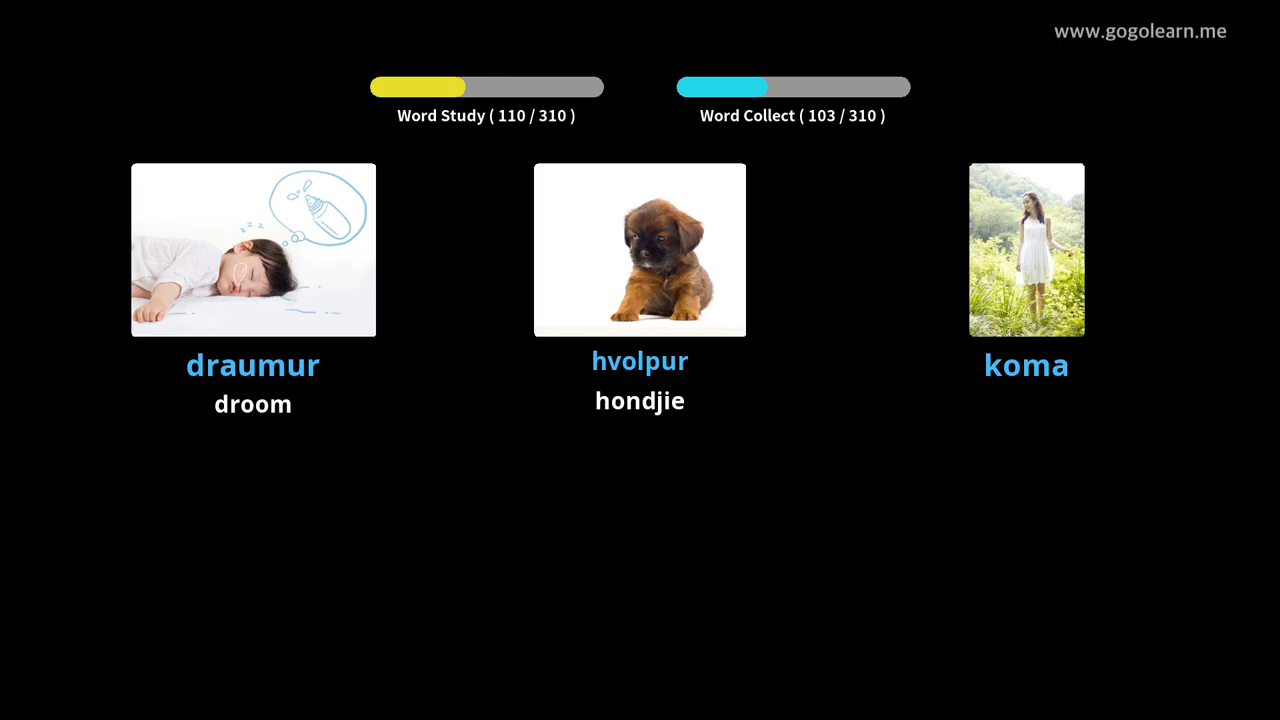 www.gogolearn.me
Word Study ( 110 / 310 )
Word Collect ( 103 / 310 )
draumur
droom
hvolpur
hondjie
koma